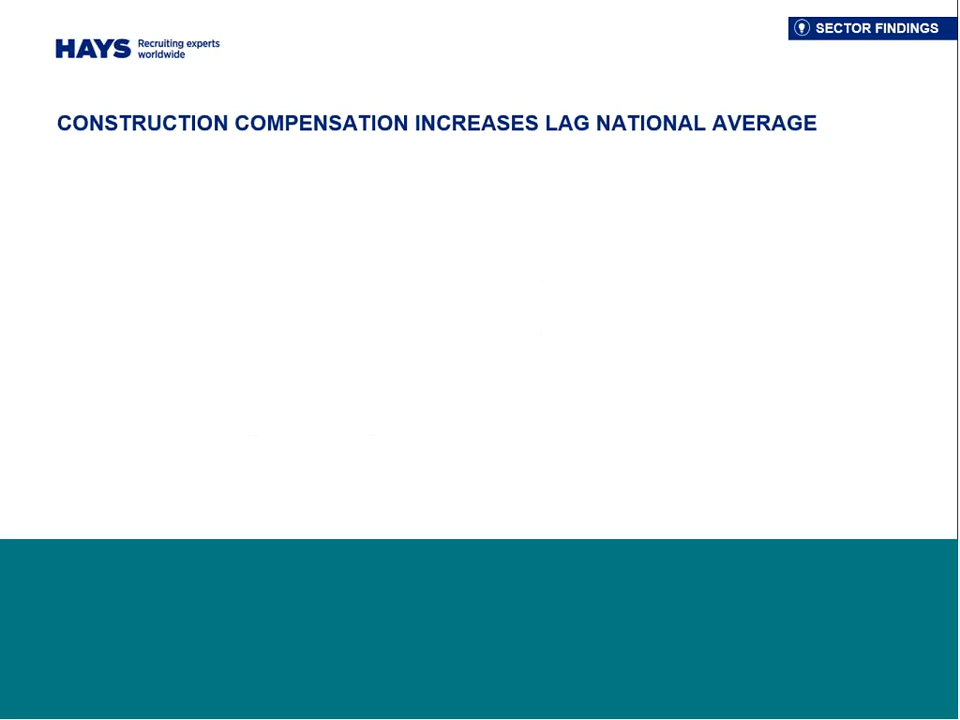 HAYS Recruiting experts
worldwide
SECTOR FINDINGS
CONSTRUCTION COMPENSATION INCREASES LAG NATIONAL AVERAGE